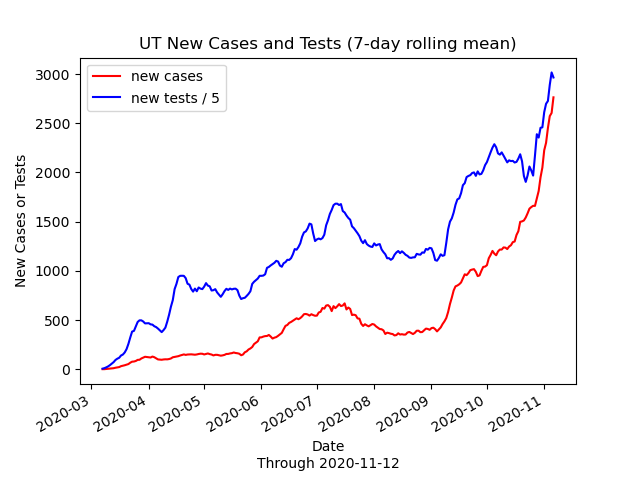 UT New Cases and Tests (7-day rolling mean)
new cases
new tests / 5
New Cases or Tests
3000
2500
2000
1500
1000
500
0
2020-03
2020-04
2020-05
2020-06
2020-07
2020-08
2020-09
2020-10
2020-11
Date
Through 2020-11-12